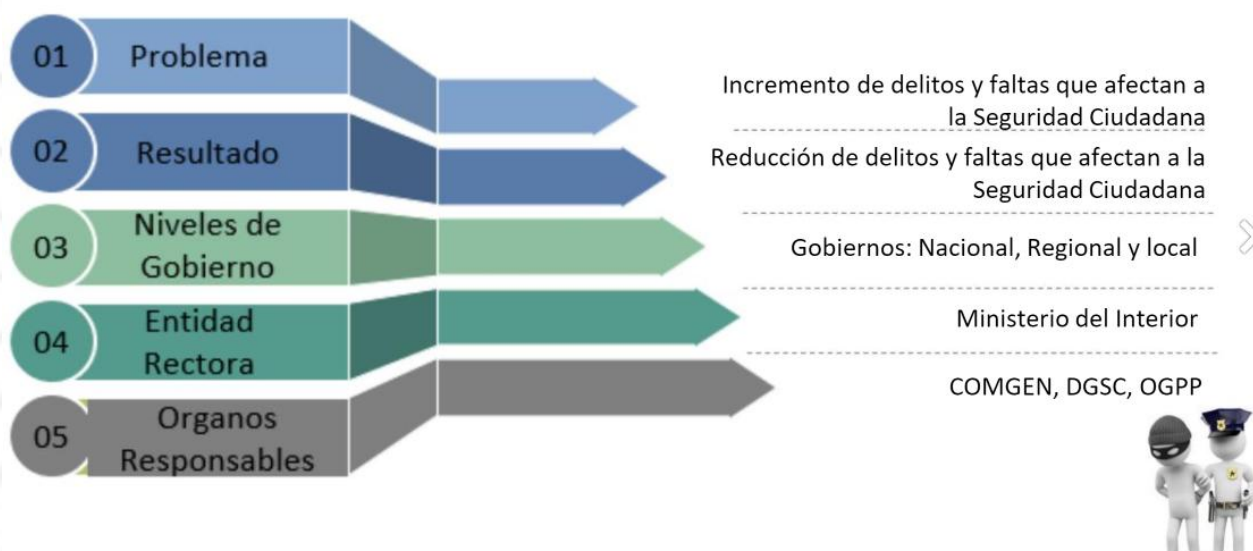 01
Problema
Incremento de delitos y faltas que afectan a
la Seguridad Ciudadana
02
Resultado
Reducción de delitos y faltas que afectan a la
Seguridad Ciudadana
03
Niveles de
Gobierno
Gobiernos: Nacional, Regional y local
04
Entidad
Rectora
Ministerio del Interior
05
Organos
Responsables
COMGEN, DGSC, OGPP